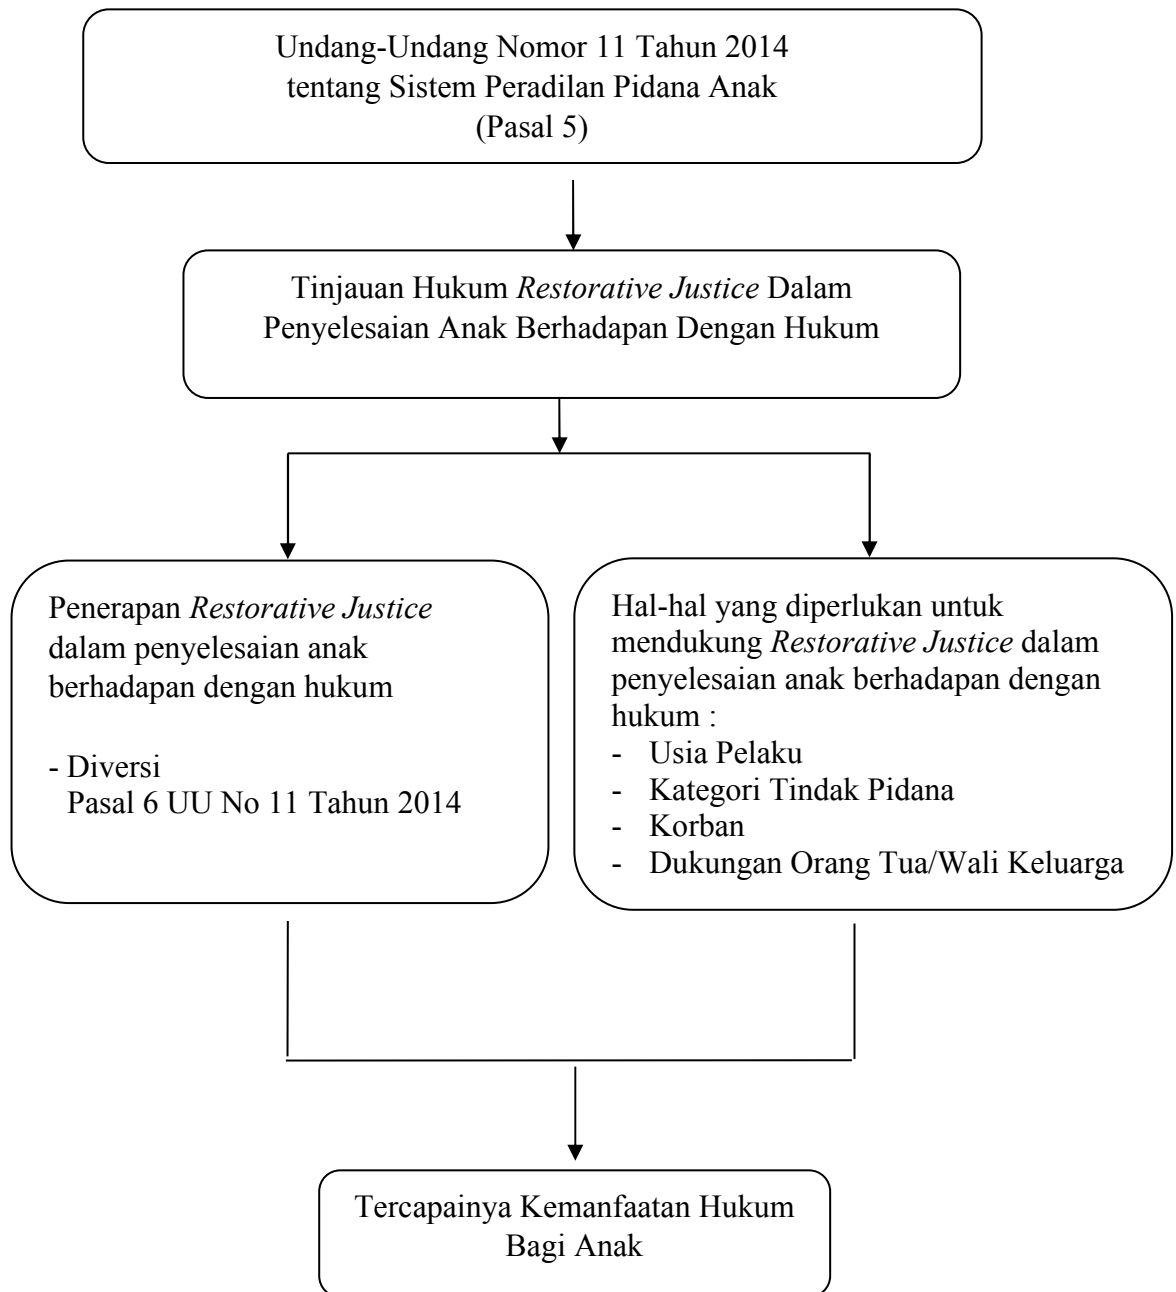 Undang-Undang Nomor 11 Tahun 2014
tentang Sistem Peradilan Pidana Anak
(Pasal 5)
Tinjauan Hukum Restorative Justice Dalam
Penyelesaian Anak Berhadapan Dengan Hukum
Penerapan Restorative Justice
dalam penyelesaian anak
berhadapan dengan hukum
- Diversi
Pasal 6 UU No 11 Tahun 2014
Hal-hal yang diperlukan untuk
mendukung Restorative Justice dalam
penyelesaian anak berhadapan dengan
hukum :
- Usia Pelaku
- Kategori Tindak Pidana
- Korban
- Dukungan Orang Tua/Wali Keluarga
Tercapainya Kemanfaatan Hukum
Bagi Anak